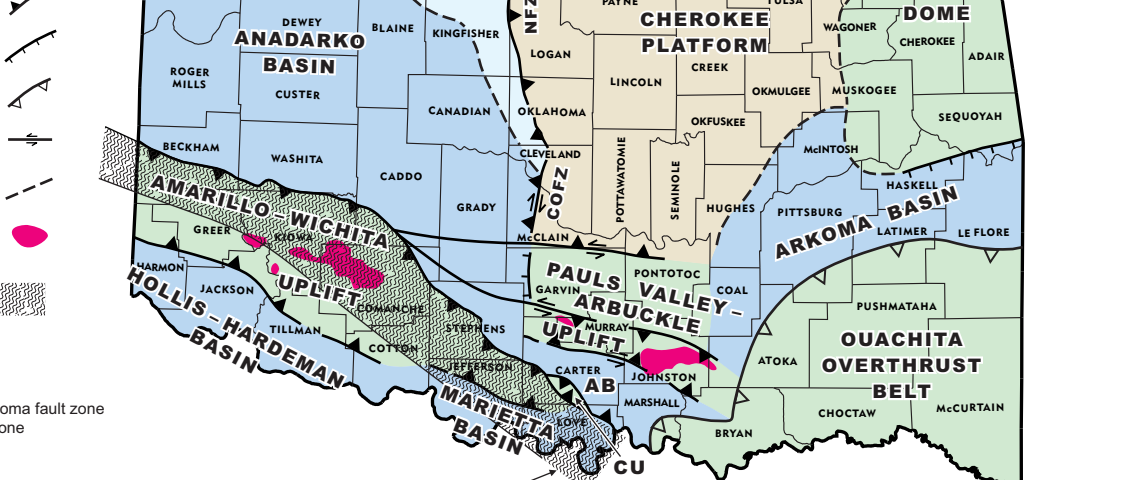 PAYNE
TULSA
NFZ
CHEROKEE
PLATFORM
DOME
DEWEY
BLAINE
KINGFISHER
ANADARKO
BASIN
LOGAN
WAGONER
CHEROKEE
ADAIR
ROGER
MILLS
CUSTER
LINCOLN
CREEK
OKMULGEE
MUSKOGEE
CANADIAN
OKLAHOMA
OKFUSKEE
SEQUOYAH
BECKHAM
WASHITA
CADDO
CLEVELAND
McINTOSH
COFZ
POTTAWATOMIE
SEMINOLE
HASKELL
AMARILLO – WICHITA
UPLIFT
GRADY
HUGHES
PITTSBURG
ARKOMA BASIN
LATIMER
LE FLORE
GREER
KIOWA
McCLAIN
HARMON
JACKSON
HOLLIS – HARDEMAN
BASIN
COMANCHE
GARVIN
PONTOTOC
COAL
PAULS VALLEY –
ARBUCKLE
UPLIFT
PUSHMATAHA
TILLMAN
STEPHENS
MURRAY
COTTON
JEFFERSON
CARTER
AB
JOHNSTON
ATOKA
OUACHITA
OVERTHRUST
BELT
MARIETTA
BASIN
LOVE
MARSHALL
CHOCTAW
McCURTAIN
BRYAN
CU
oma fault zone
one